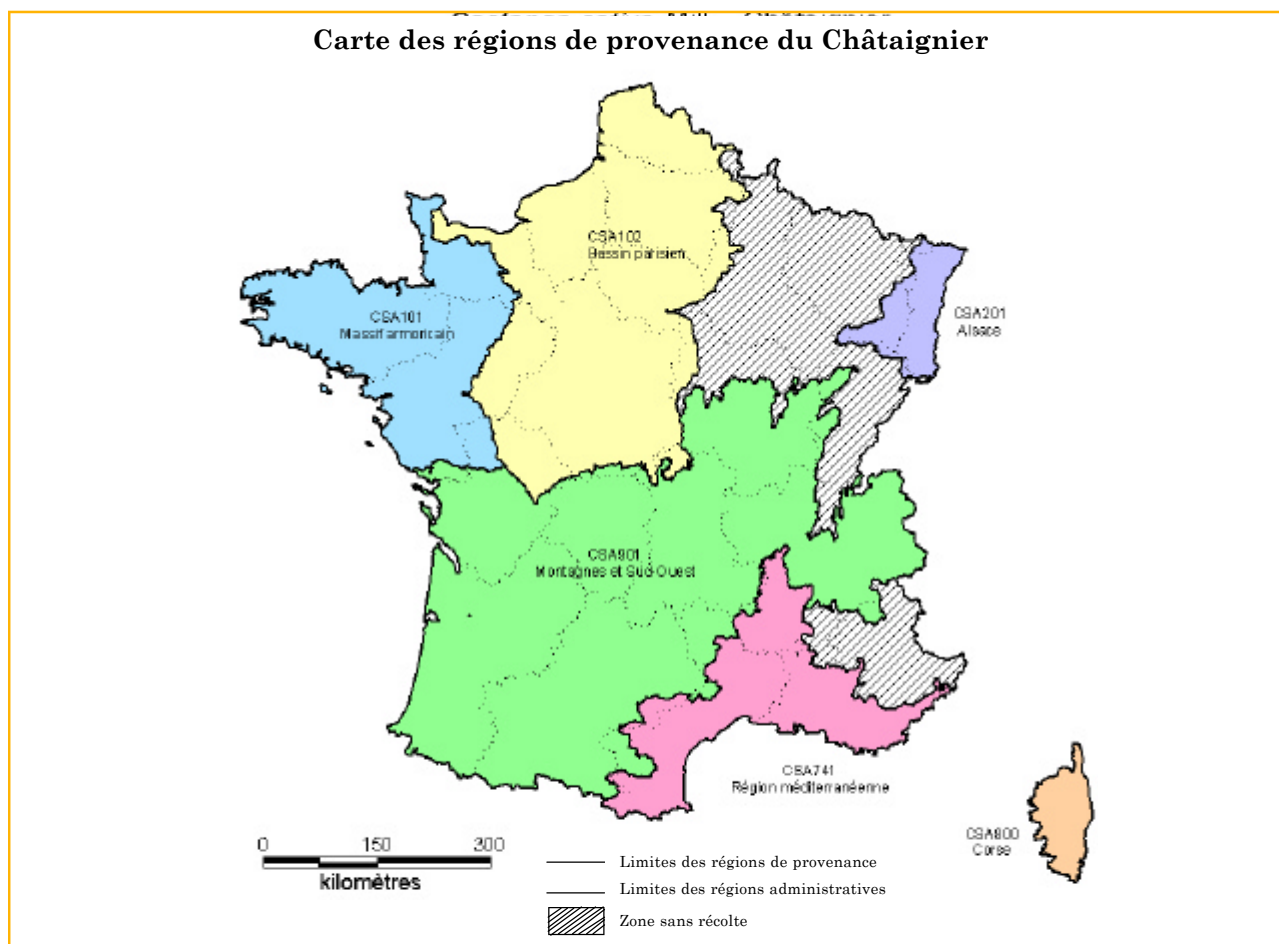 Carte des régions de provenance du Châtaignier
CSA102
Bassin parisien
CSA201
Alsace
CSA101
Massif armoricain
CSA901
Montagnes et Sud-Ouest
CSA741
Région méditerranéenne
CSA800
Corse
0 150 300
kilomètres
Limites des régions de provenance
Limites des régions administratives
Zone sans récolte